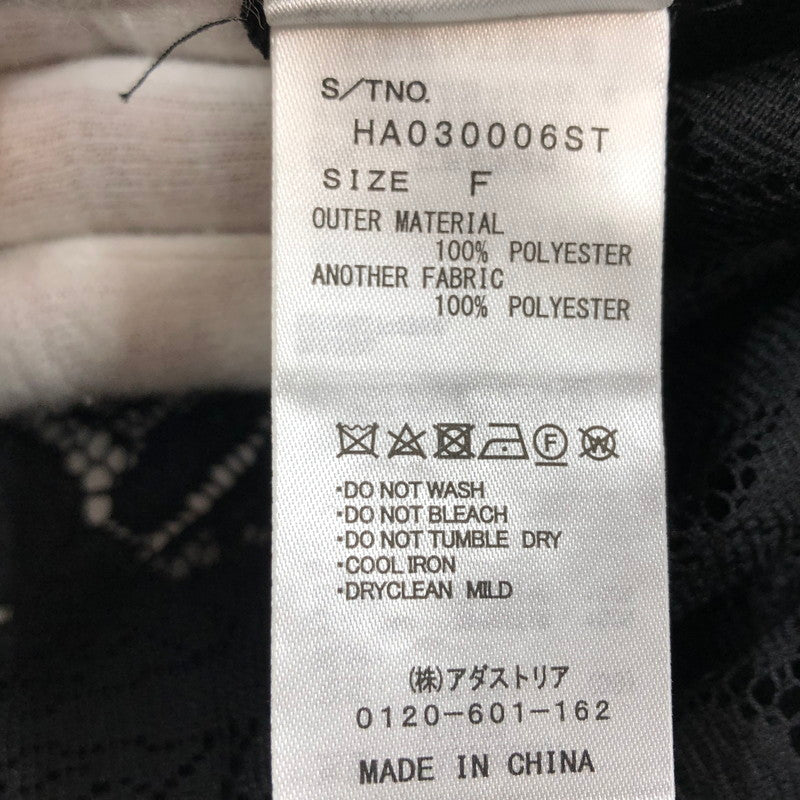 S/TNO.
HA030006ST
SIZE F
OUTER MATERIAL
100% POLYESTER
ANOTHER FABRIC
100% POLYESTER
F W
・DO NOT WASH
・DO NOT BLEACH
・DO NOT TUMBLE DRY
・COOL IRON
・DRYCLEAN MILD
(株)アダストリア
0120-601-162
MADE IN CHINA